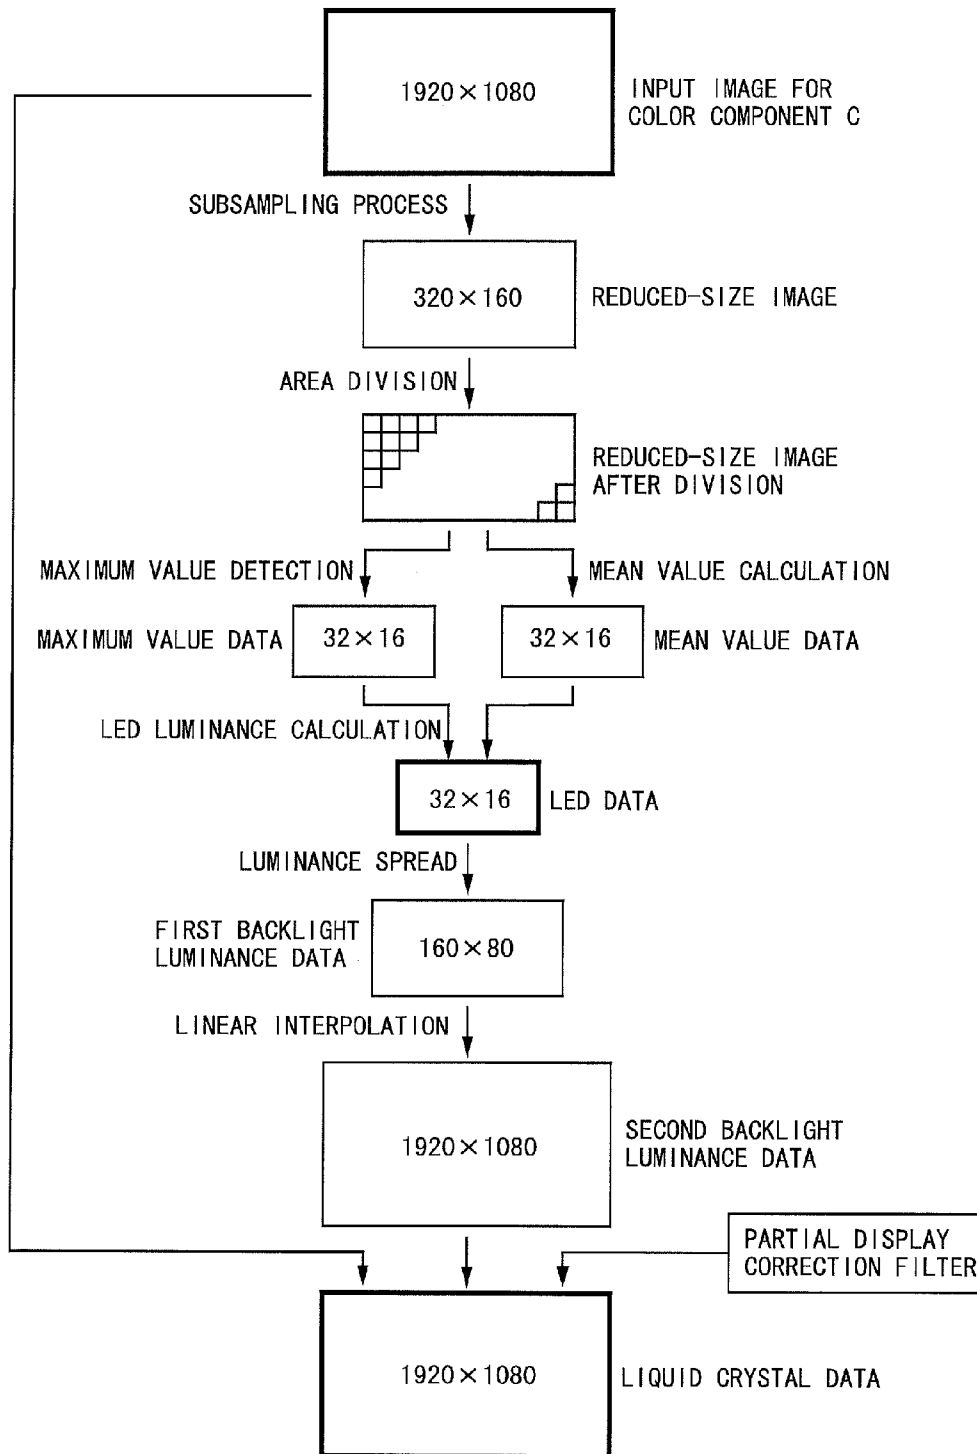 1920×1080
INPUT IMAGE FOR
COLOR COMPONENT C
SUBSAMPLING PROCESS
320×160
REDUCED-SIZE IMAGE
AREA DIVISION
REDUCED-SIZE IMAGE
AFTER DIVISION
MAXIMUM VALUE DETECTION
MEAN VALUE CALCULATION
MAXIMUM VALUE DATA
32×16
32×16
MEAN VALUE DATA
LED LUMINANCE CALCULATION
32×16
LED DATA
LUMINANCE SPREAD
FIRST BACKLIGHT
LUMINANCE DATA
160×80
LINEAR INTERPOLATION
1920×1080
SECOND BACKLIGHT
LUMINANCE DATA
PARTIAL DISPLAY
CORRECTION FILTER
1920×1080
LIQUID CRYSTAL DATA